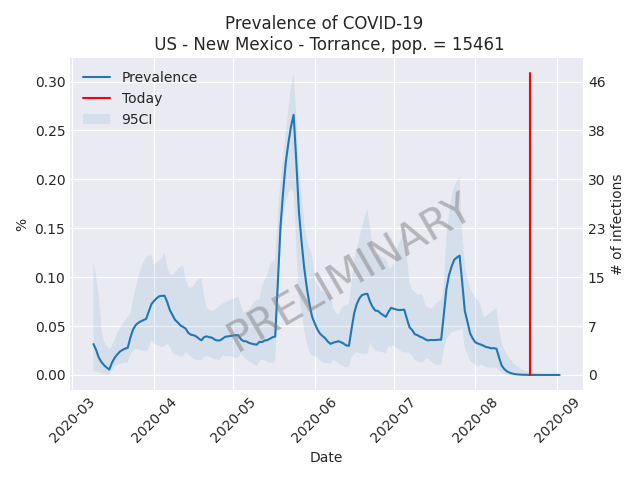 Prevalence of COVID-19
US - New Mexico - Torrance, pop. = 15461
Prevalence
Today
95CI
PRELIMINARY
%
0.30
0.25
0.20
0.15
0.10
0.05
0.00
46
38
30
23
15
7
0
# of infections
2020-03
2020-04
2020-05
2020-06
2020-07
2020-08
2020-09
Date